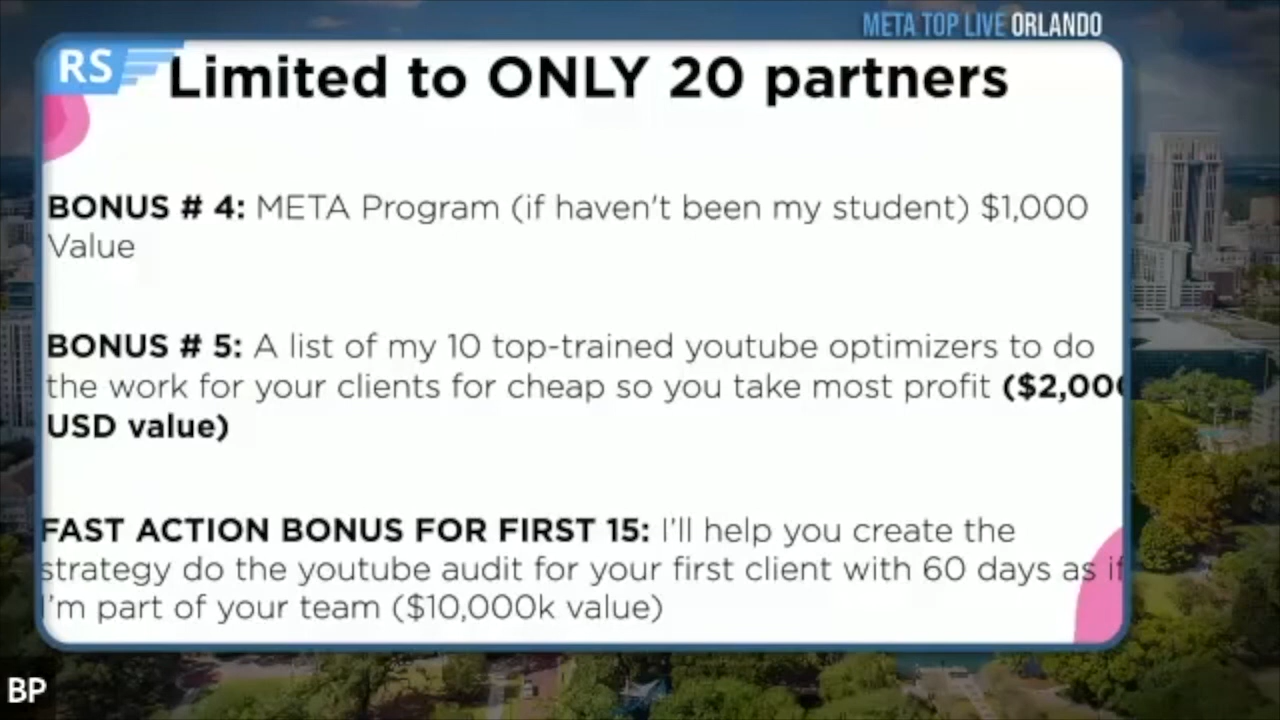 META TOP LIVE ORLANDO
RS
Limited to ONLY 20 partners
BONUS # 4: META Program (if haven't been my student) $1,000
Value
BONUS # 5: A list of my 10 top-trained youtube optimizers to do
the work for your clients for cheap so you take most profit ($2,000
USD value)
FAST ACTION BONUS FOR FIRST 15: I'll help you create the
strategy do the youtube audit for your first client with 60 days as if
I'm part of your team ($10,000k value)
BP